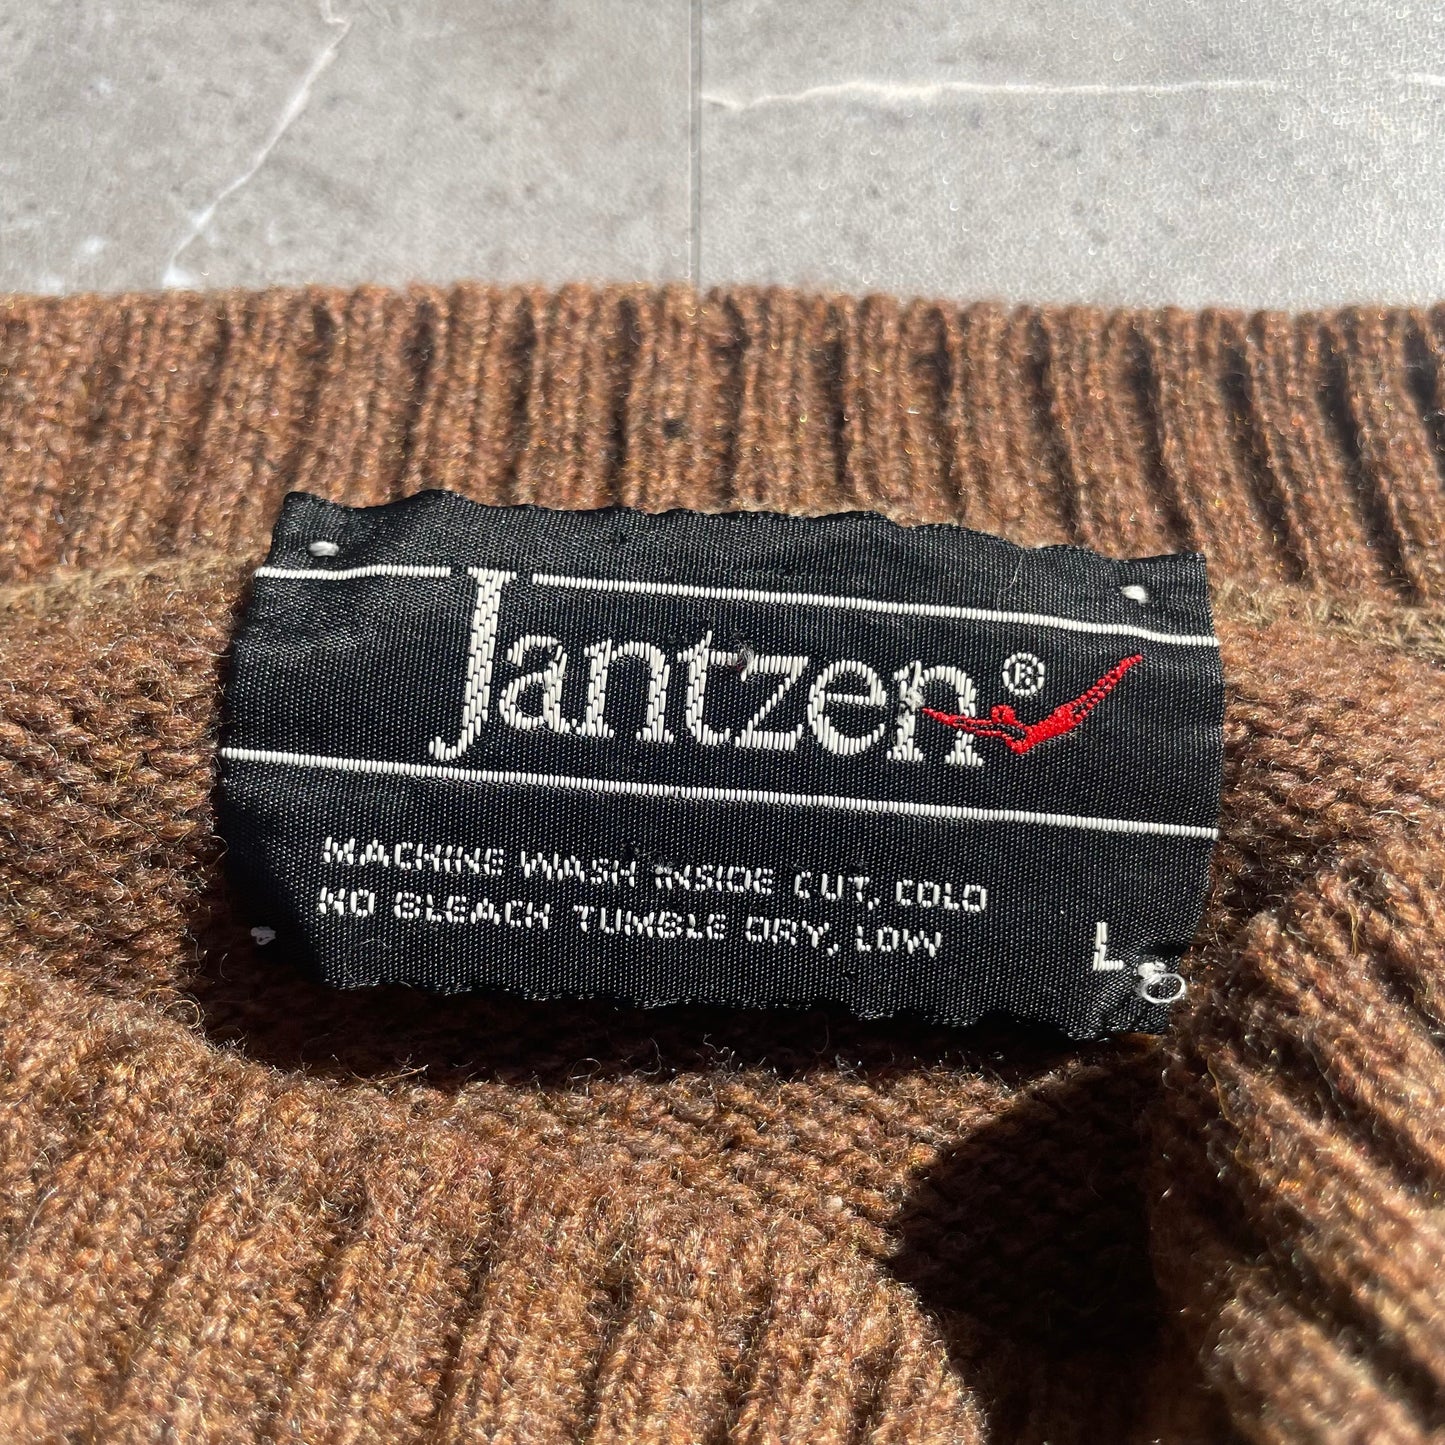 Jantzen®
MACHINE WASH INSIDE OUT, COLD
NO BLEACH TUMBLE DRY, LOW
L